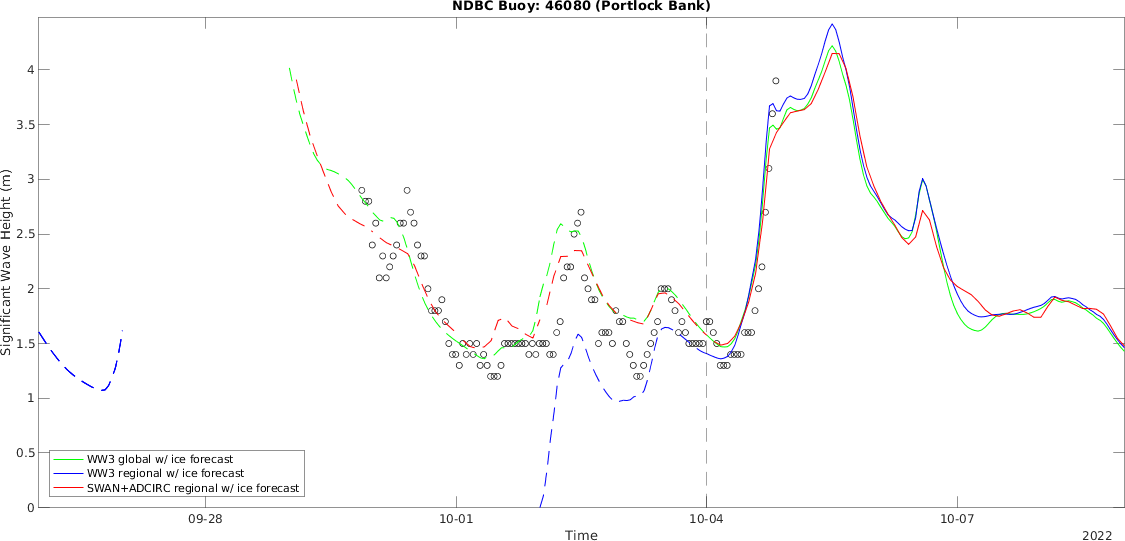 NDBC Buoy: 46080 (Portlock Bank)
Significant Wave Height (m)
4
3.5
3
2.5
2
1.5
1
0.5
0
WW3 global w/ ice forecast
WW3 regional w/ ice forecast
SWAN+ADCIRC regional w/ ice forecast
09-28
10-01
10-04
10-07
Time
2022